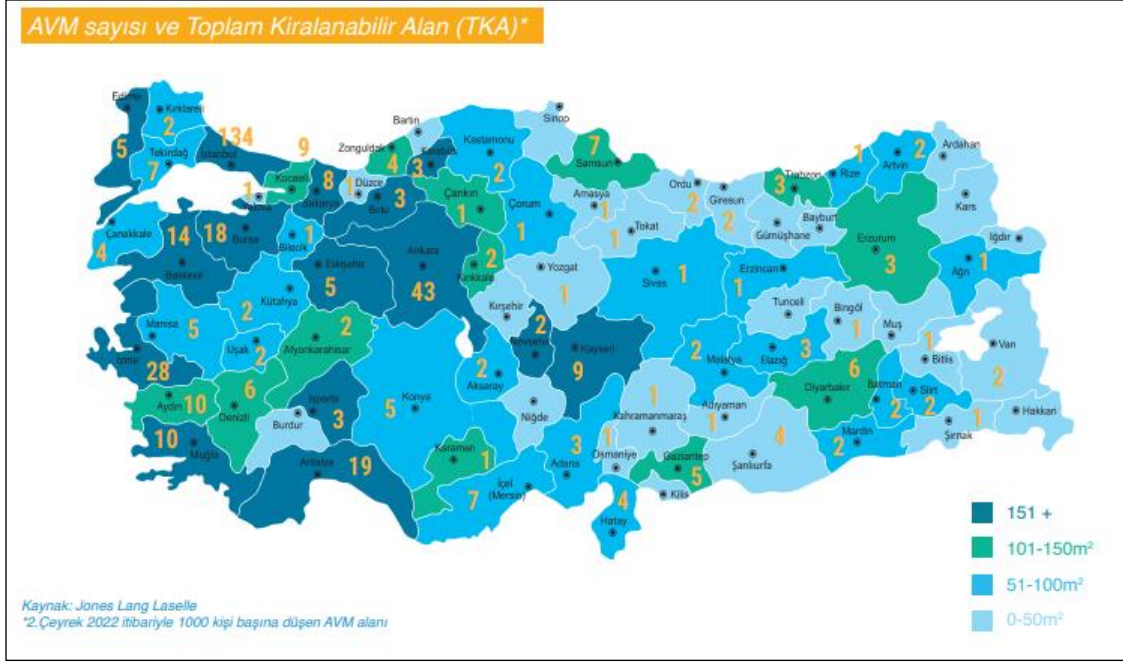 AVM sayısı ve Toplam Kiralanabilir Alan (TKA)*
Edirne
5
Kırklareli
2
Tekirdağ
7
134
İstanbul
9
Kocaeli
1
Yalova
8
Sakarya
1
Düzce
Zonguldak
4
Bartın
3
Karabük
Bolu
3
Kastamonu
2
Sinop
Çankırı
1
7
Samsun
Çorum
1
Amasya
1
Tokat
1
Ordu
2
Giresun
2
Gümüşhane
Bayburt
Trabzon
3
1
Rize
Artvin
2
Ardahan
Kars
Iğdır
Erzurum
3
Ağrı
1
Çanakkale
4
14
Balıkesir
18
Bursa
Bilecik
1
Eskişehir
5
Ankara
43
Kırıkkale
2
Yozgat
1
Kırşehir
Sivas
1
Erzincan
1
Tunceli
Bingöl
1
Muş
1
Bitlis
Van
2
Manisa
5
İzmir
28
Kütahya
2
Uşak
2
2
Afyonkarahisar
Aydın
10
6
Denizli
10
Muğla
Burdur
Isparta
3
Antalya
19
Konya
5
2
Aksaray
2
Nevşehir
Kayseri
9
Niğde
Karaman
1
İçel
(Mersin)
7
3
Adana
1
Osmaniye
4
Hatay
1
Kahramanmaraş
2
Malatya
Elazığ
3
Adıyaman
1
Gaziantep
5
Kilis
Şanlıurfa
4
6
Diyarbakır
Batman
2
Siirt
2
Mardin
2
Şırnak
1
Hakkari
151 +
101-150m²
51-100m²
0-50m²
Kaynak: Jones Lang Laselle
*2.Çeyrek 2022 itibariyle 1000 kişi başına düşen AVM alanı